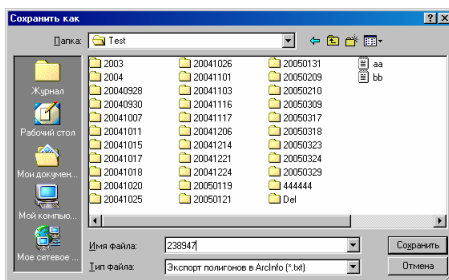 Сохранить как
Папка: Test
2003 20041026 20050131 aa
2004 20041101 20050209 bb
20040928 20041103 20050210
20040930 20041116 20050309
20041007 20041117 20050317
20041011 20041206 20050318
20041015 20041214 20050323
20041017 20041221 20050324
20041018 20041224 20050329
20041020 20050119 444444
20041025 20050121 Del
Журнал
Рабочий стол
Мои докумен...
Мой компью...
Мое сетевое ...
Имя файла: 238947 Сохранить
Тип файла: Экспорт полигонов в ArcInfo (*.txt) Отмена